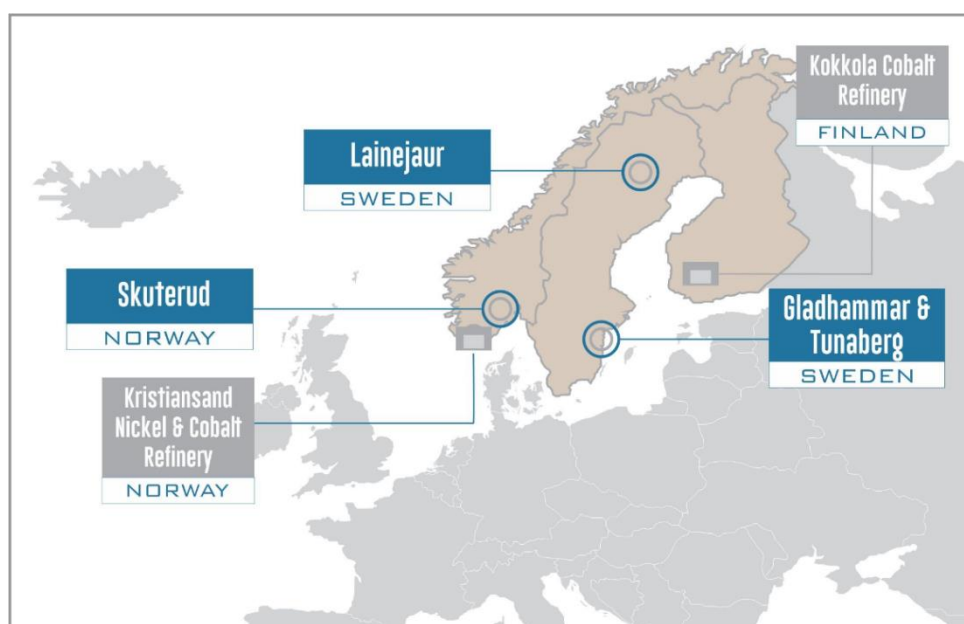 Kokkola Cobalt
Refinery
FINLAND
Lainejaur
SWEDEN
Skuterud
NORWAY
Gladhammar &
Tunaberg
SWEDEN
Kristiansand
Nickel & Cobalt
Refinery
NORWAY